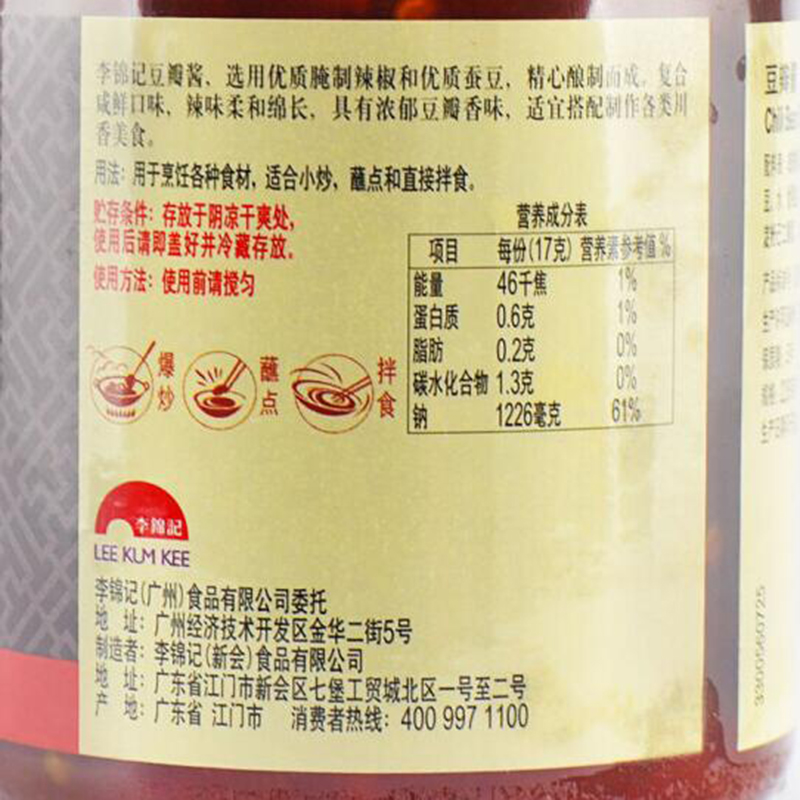 李锦记豆瓣酱、选用优质腌制辣椒和优质蚕豆，精心酿制而成。复合
咸鲜口味，辣味柔和绵长，具有浓郁豆瓣香味，适宜搭配制作各类川
香美食。
用法：用于烹饪各种食材，适合小炒，蘸点和直接拌食。
贮存条件：存放于阴凉干爽处，
使用后请即盖好并冷藏存放。
使用方法：使用前请搅匀
爆炒
蘸点
拌食
营养成分表
项目 每份(17克) 营养素参考值%
能量 46千焦 1%
蛋白质 0.6克 1%
脂肪 0.2克 0%
碳水化合物 1.3克 0%
钠 1226毫克 61%
李錦記
LEE KUM KEE
李锦记(广州)食品有限公司委托
地 址：广州经济技术开发区金华二街5号
制造者：李锦记(新会)食品有限公司
地 址：广东省江门市新会区七堡工贸城北区一号至二号
产 地：广东省 江门市 消费者热线：400 997 1100
豆瓣
3300560725